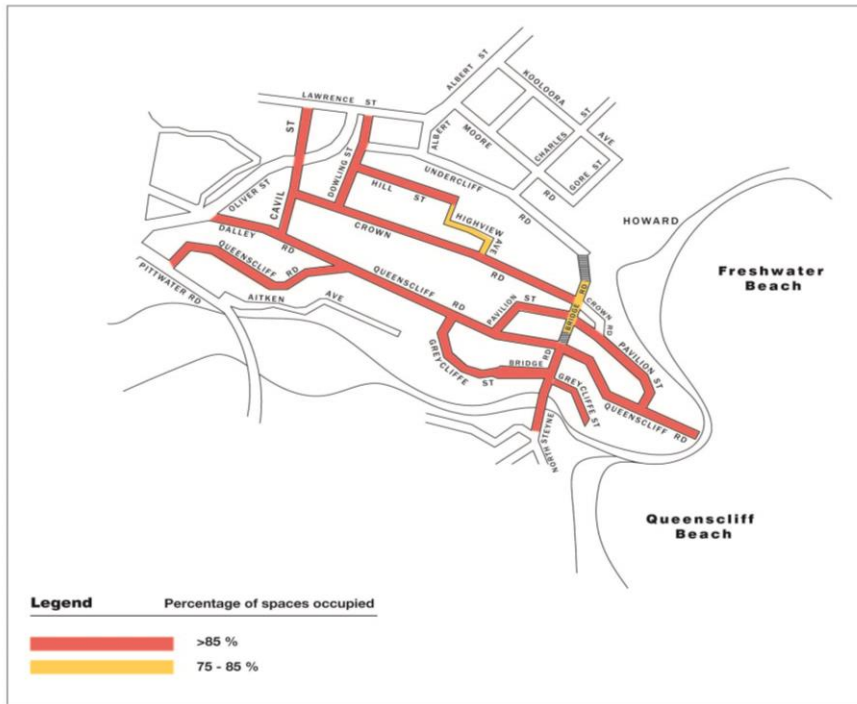 ALBERT ST
KOOLOORA
AVE
LAWRENCE ST
ALBERT
MOORE
CHARLES ST
GORE ST
UNDERCLIFF
RD
HOWARD
ST
CAVIL
DOWLING ST
OLIVER ST
HILL ST
HIGHVIEW
AVE
CROWN
RD
DALLEY
RD
QUEENSCLIFF
RD
PITTWATER RD
AITKEN AVE
QUEENSCLIFF
RD
PAVILION ST
BRIDGE RD
CROWN
RD
PAVILION ST
GREYCLIFFE
ST
BRIDGE
RD
GREYCLIFFE ST
QUEENSCLIFF
RD
NORTH STEYNE
Freshwater
Beach
Queenscliff
Beach
Legend Percentage of spaces occupied
>85 %
75 - 85 %